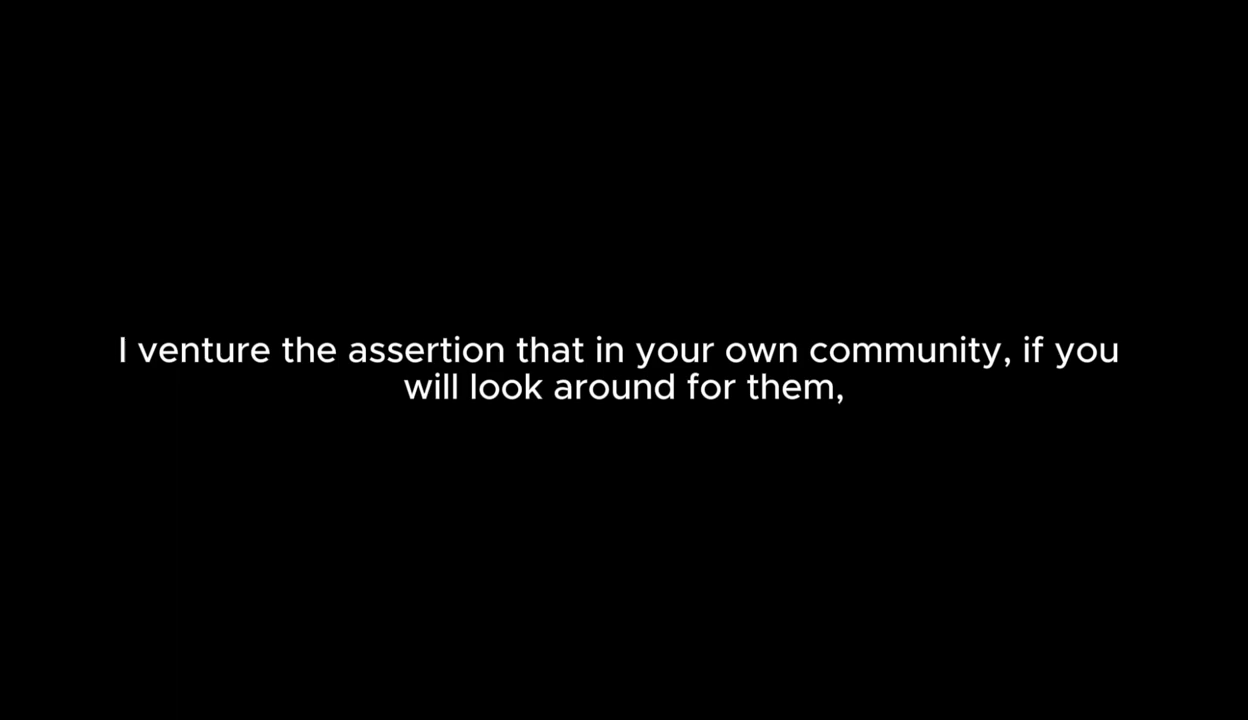 I venture the assertion that in your own community, if you
will look around for them,